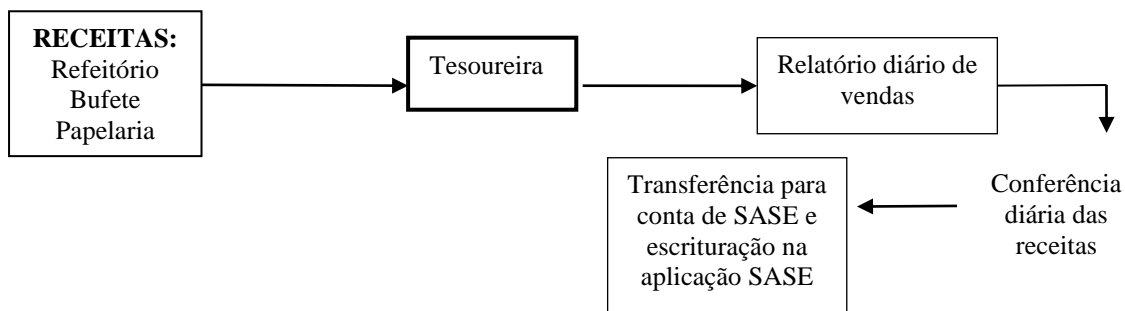 RECEITAS:
Refeitório
Bufete
Papelaria
Tesoureira
Relatório diário de
vendas
Conferência
diária das
receitas
Transferência para
conta de SASE e
escrituração na
aplicação SASE